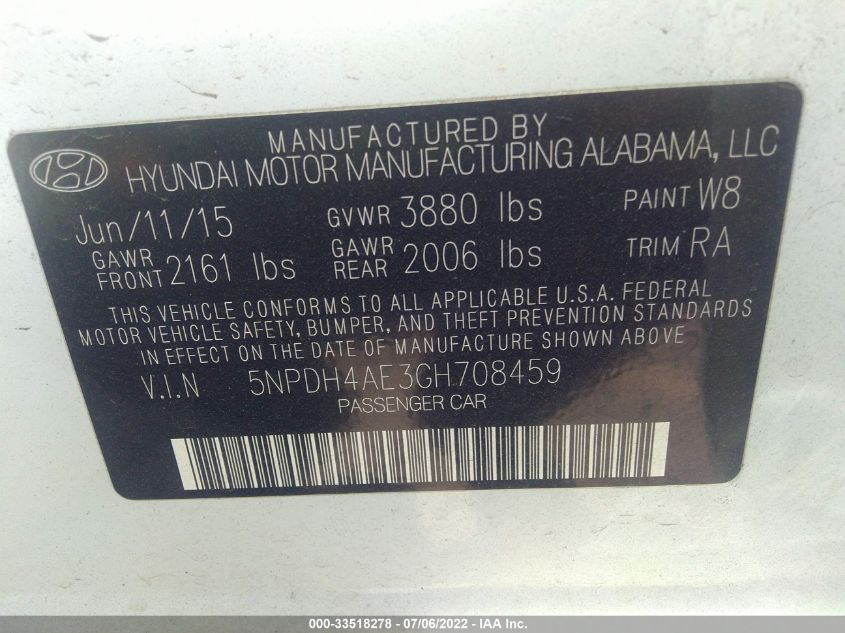 MANUFACTURED BY
HYUNDAI MOTOR MANUFACTURING ALABAMA, LLC
Jun/11/15 GVWR 3880 lbs PAINT W8
GAWR FRONT 2161 lbs GAWR REAR 2006 lbs TRIM RA
THIS VEHICLE CONFORMS TO ALL APPLICABLE U.S.A. FEDERAL
MOTOR VEHICLE SAFETY, BUMPER, AND THEFT PREVENTION STANDARDS
IN EFFECT ON THE DATE OF MANUFACTURE SHOWN ABOVE
V.I.N 5NPDH4AE3GH708459
PASSENGER CAR
000-33518278 - 07/06/2022 - IAA Inc.